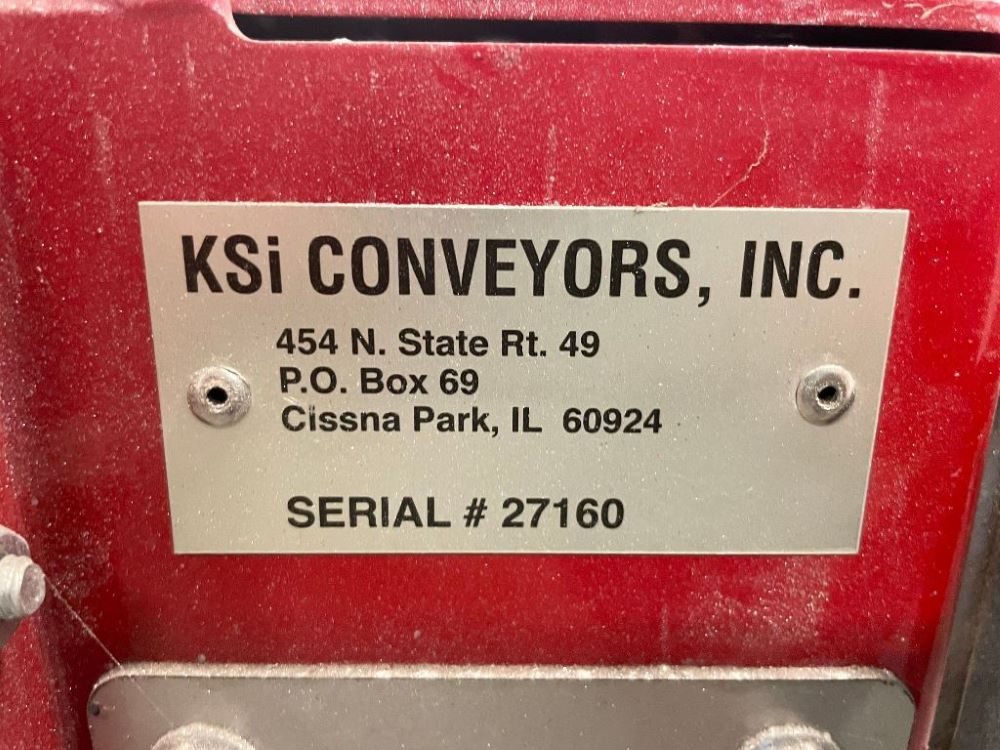 KSi CONVEYORS, INC.
454 N. State Rt. 49
P.O. Box 69
Cissna Park, IL 60924
SERIAL # 27160